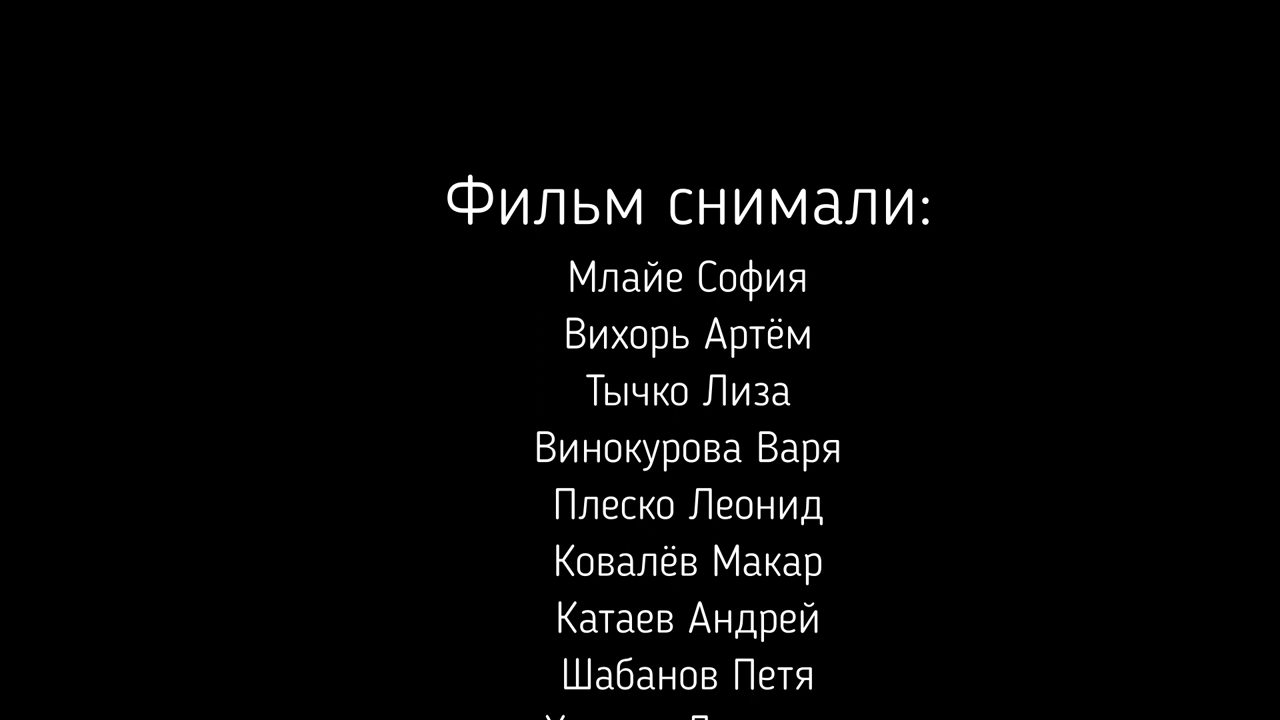 Фильм снимали:
Млайе София
Вихорь Артём
Тычко Лиза
Винокурова Варя
Плеско Леонид
Ковалёв Макар
Катаев Андрей
Шабанов Петя